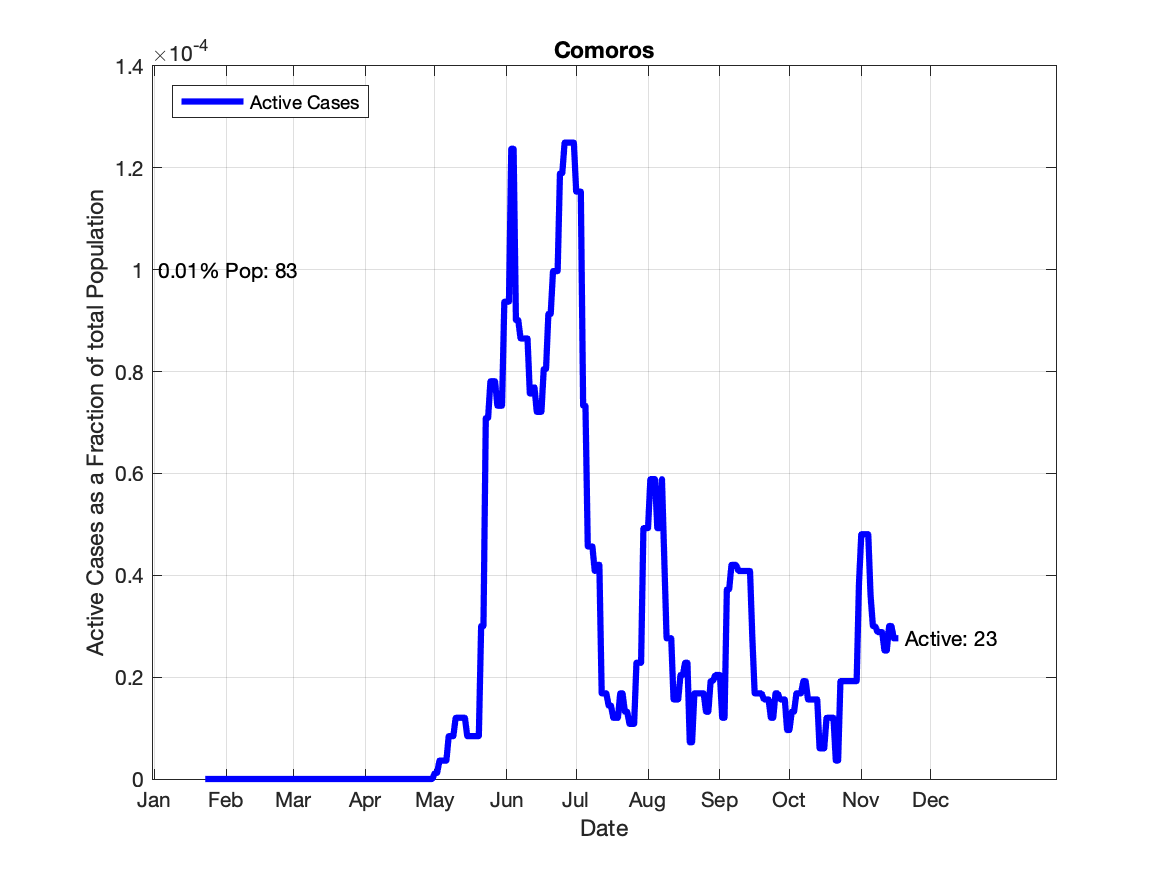 Comoros
×10⁻⁴
1.4
1.2
1
0.8
0.6
0.4
0.2
0
Active Cases as a Fraction of total Population
Active Cases
0.01% Pop: 83
Active: 23
Jan Feb Mar Apr May Jun Jul Aug Sep Oct Nov Dec
Date